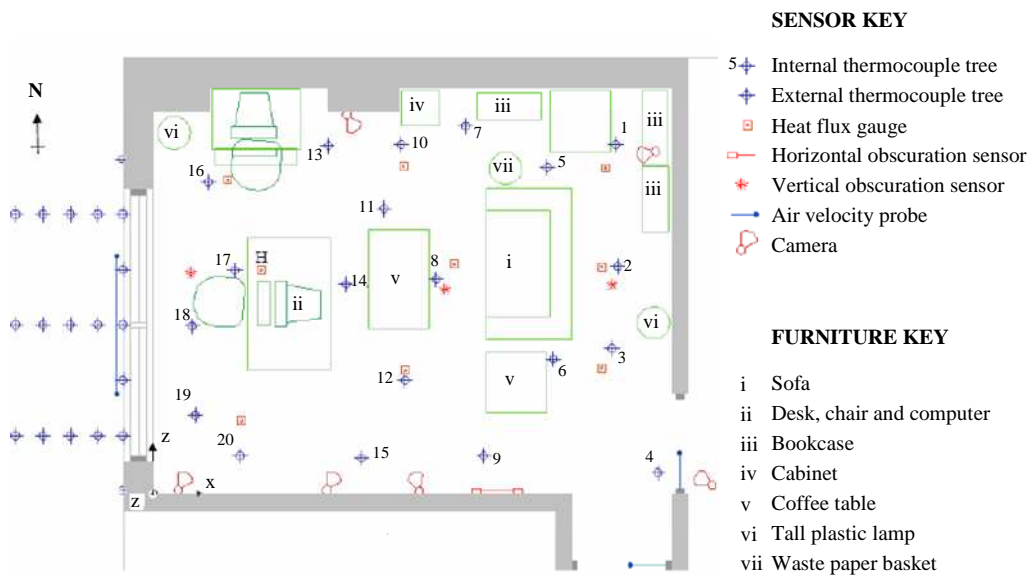 SENSOR KEY
5 Internal thermocouple tree
External thermocouple tree
Heat flux gauge
Horizontal obscuration sensor
Vertical obscuration sensor
Air velocity probe
Camera
FURNITURE KEY
i Sofa
ii Desk, chair and computer
iii Bookcase
iv Cabinet
v Coffee table
vi Tall plastic lamp
vii Waste paper basket
N
vi
iv
iii
iii
7
1
13
10
5
vii
16
iii
11
17
H
8
i
2
14
v
ii
18
vi
3
6
12
v
19
z
20
15
9
4
x
z